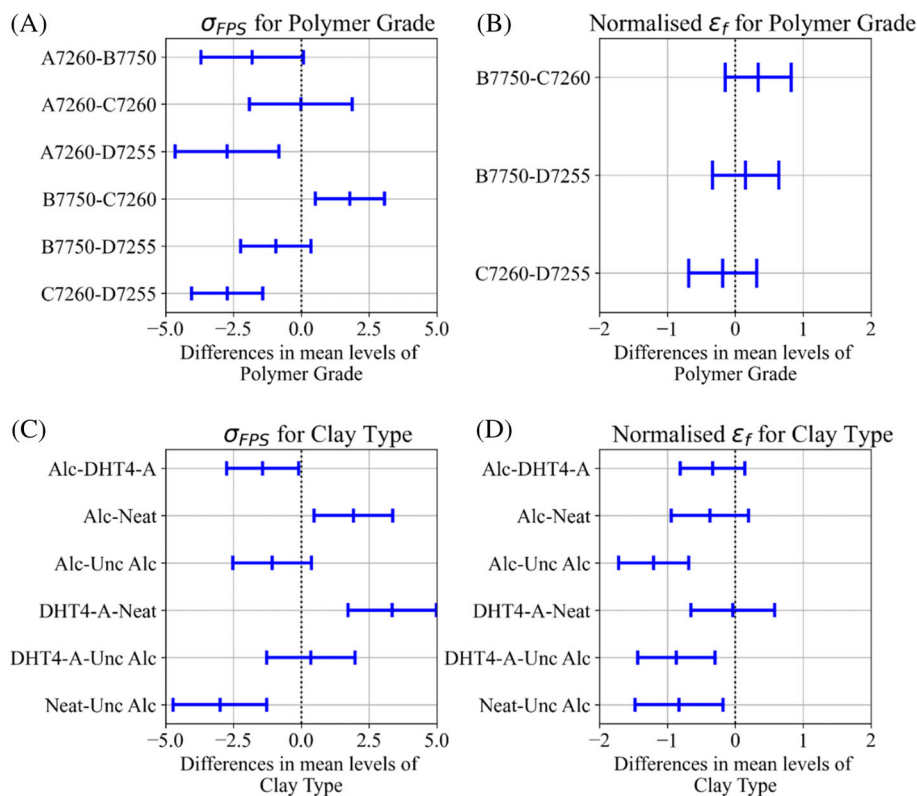 (A)
σFPS for Polymer Grade
A7260-B7750
A7260-C7260
A7260-D7255
B7750-C7260
B7750-D7255
C7260-D7255
−5.0 −2.5 0.0 2.5 5.0
Differences in mean levels of
Polymer Grade
(B)
Normalised εf for Polymer Grade
B7750-C7260
B7750-D7255
C7260-D7255
−2 −1 0 1 2
Differences in mean levels of
Polymer Grade
(C)
σFPS for Clay Type
Alc-DHT4-A
Alc-Neat
Alc-Unc Alc
DHT4-A-Neat
DHT4-A-Unc Alc
Neat-Unc Alc
−5.0 −2.5 0.0 2.5 5.0
Differences in mean levels of
Clay Type
(D)
Normalised εf for Clay Type
Alc-DHT4-A
Alc-Neat
Alc-Unc Alc
DHT4-A-Neat
DHT4-A-Unc Alc
Neat-Unc Alc
−2 −1 0 1 2
Differences in mean levels of
Clay Type